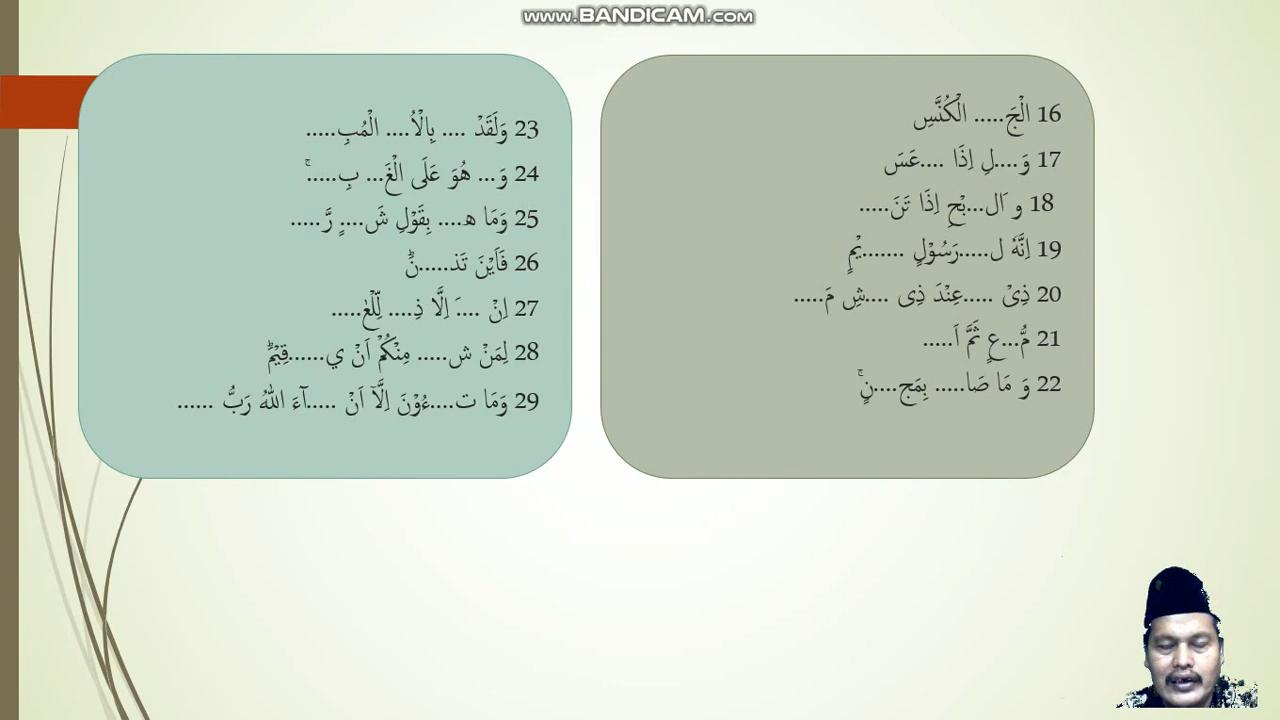 www.BANDICAM.com
16 الْجَ..... الْكُنَّسِ
17 وَ....لِ اِذَا ....عَسَ
18 و َال...بْحِ اِذَا تَنَ.....
19 اِنَّهٗ ل.....رَسُوْلٍ .......يْمٍ
20 ذِىْ .....عِنْدَ ذِى ....شِ مَ.....
21 مُّ...عٍ ثَمَّ اَ.....
22 وَ مَا صَا..... بِمَج....نٍۚ
23 وَلَقَدْ .... بِالْاُ.... الْمُبِ.....
24 وَ... هُوَ عَلَى الْغَ... بِ.....ۚ
25 وَمَا ه.... بِقَوْلِ شَ....ٍ رَّ.....
26 فَاَيْنَ تَذ.....نَۗ
27 اِنْ ....َ اِلَّا ذِ.... لِّلْعٰ.....
28 لِمَنْ ش..... مِنْكُمْ اَنْ ي......قِيْمَۗ
29 وَمَا ت....ءُوْنَ اِلَّآ اَنْ .....آءَ اللّٰهُ رَبُّ ......